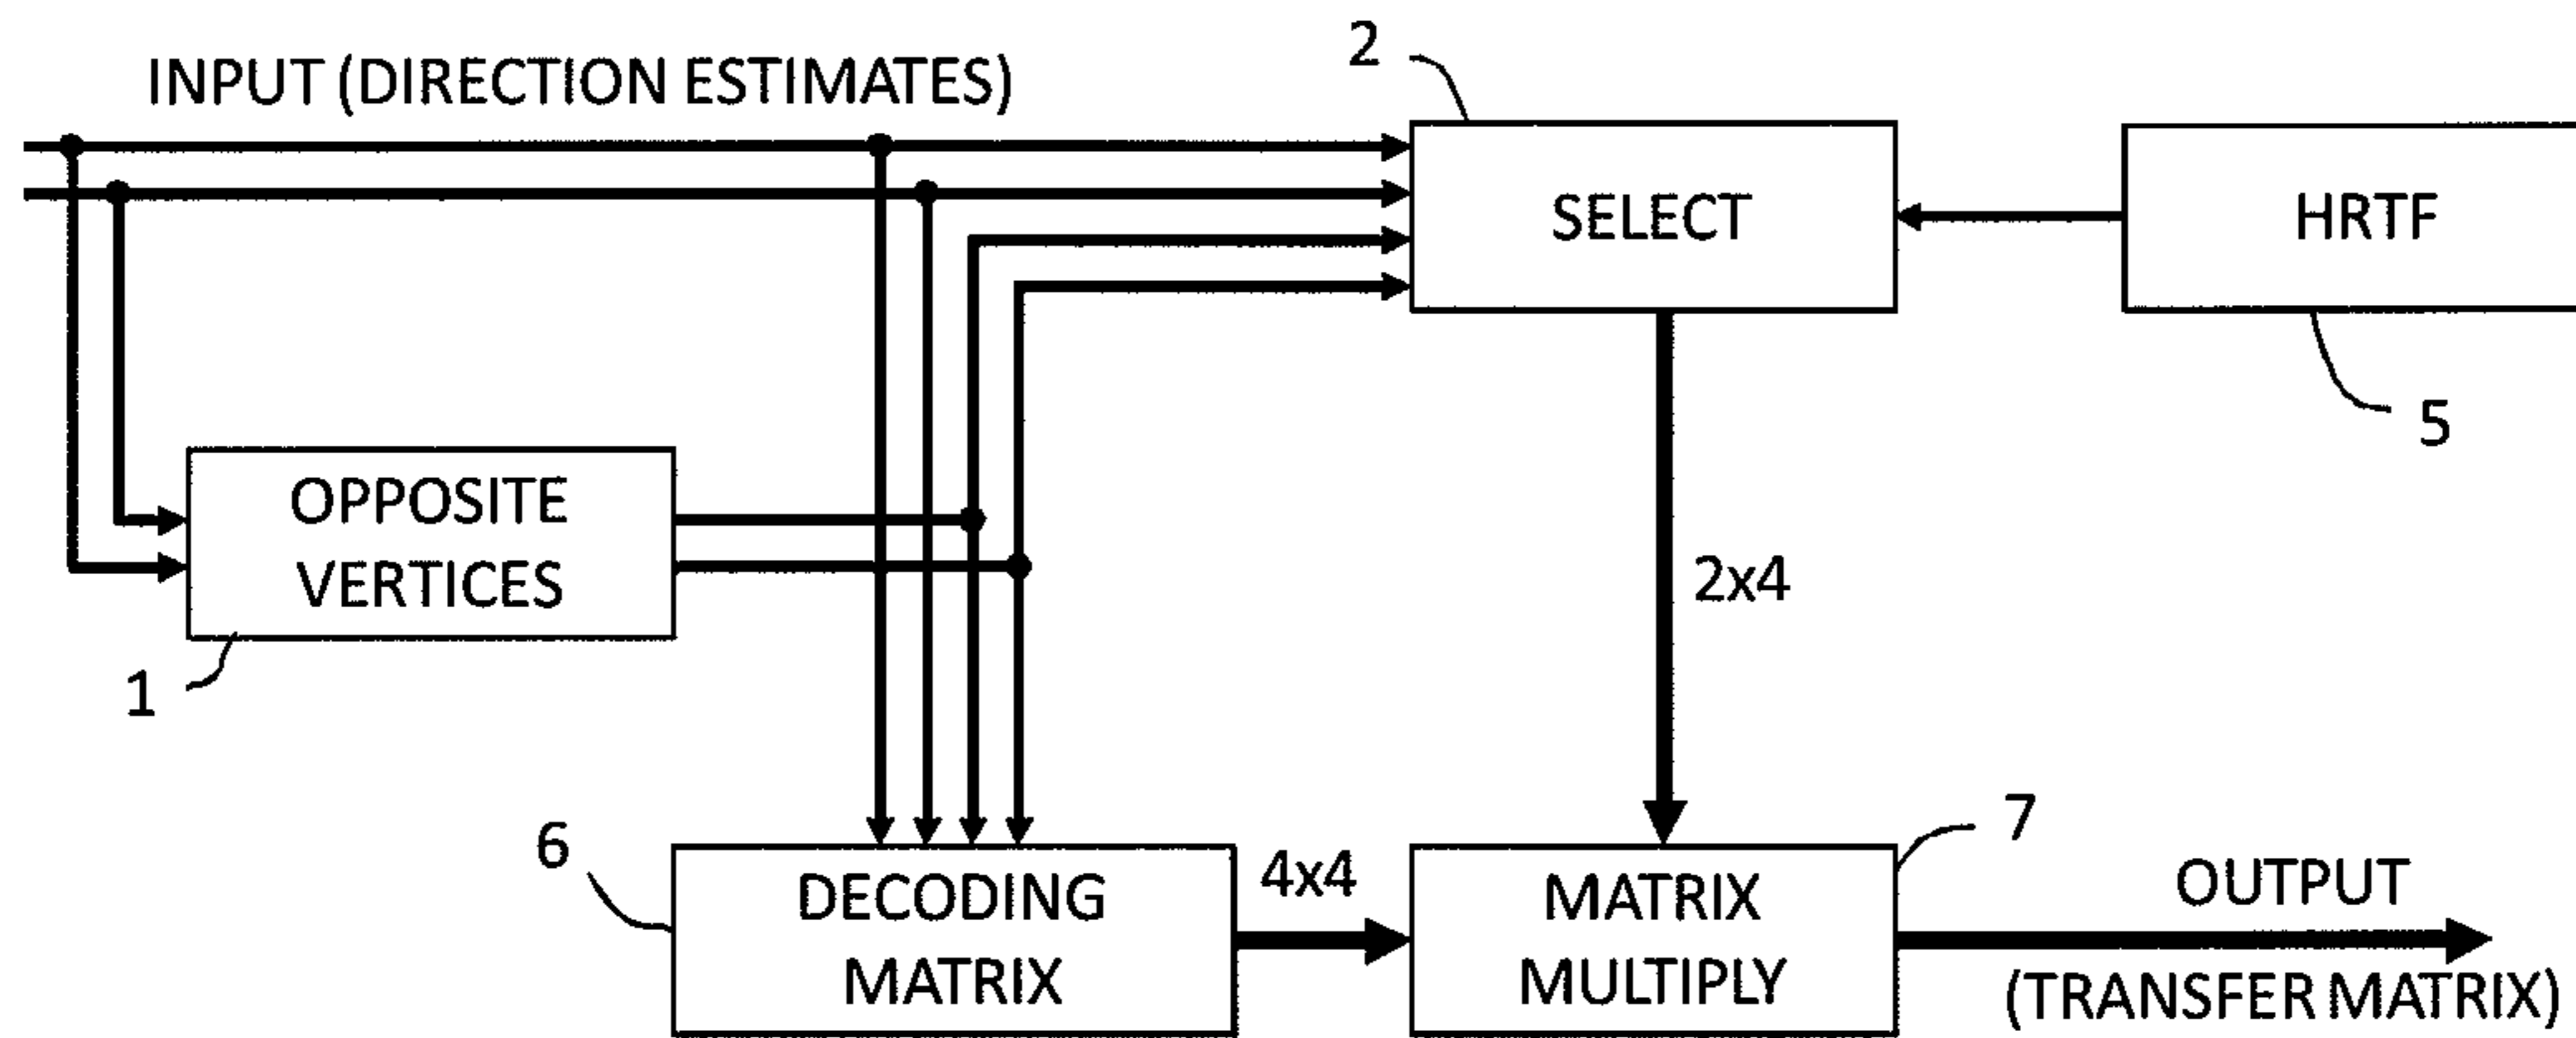 2
INPUT (DIRECTION ESTIMATES)
SELECT
HRTF
5
OPPOSITE
VERTICES
2x4
1
6
7
4x4
DECODING
MATRIX
MATRIX
MULTIPLY
OUTPUT
(TRANSFER MATRIX)